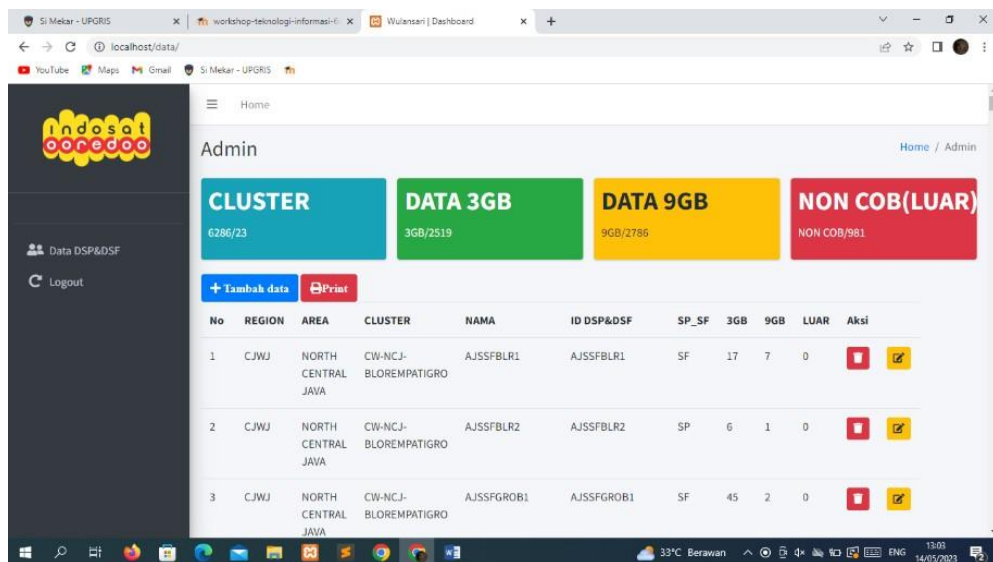 Si Mekar - UPGRIS
workshop-teknologi-informasi-6
Wulansari | Dashboard
localhost/data/
YouTube
Maps
Gmail
Si Mekar - UPGRIS
indosat
ooredoo
Home
Admin
Home / Admin
CLUSTER
6286/23
DATA 3GB
3GB/2519
DATA 9GB
9GB/2786
NON COB(LUAR)
NON COB/981
Data DSP&DSF
Logout
Tambah data
Print
No REGION AREA CLUSTER NAMA ID DSP&DSF SP_SF 3GB 9GB LUAR Aksi
1 CJWJ NORTH CW-NCJ- AJSSFBLR1 AJSSFBLR1 SF 17 7 0
CENTRAL BLOREMPATIGRO
JAVA
2 CJWJ NORTH CW-NCJ- AJSSFBLR2 AJSSFBLR2 SP 6 1 0
CENTRAL BLOREMPATIGRO
JAVA
3 CJWJ NORTH CW-NCJ- AJSSFGROB1 AJSSFGROB1 SF 45 2 0
CENTRAL BLOREMPATIGRO
JAVA
33°C Berawan
ENG
13:03
14/05/2023
2